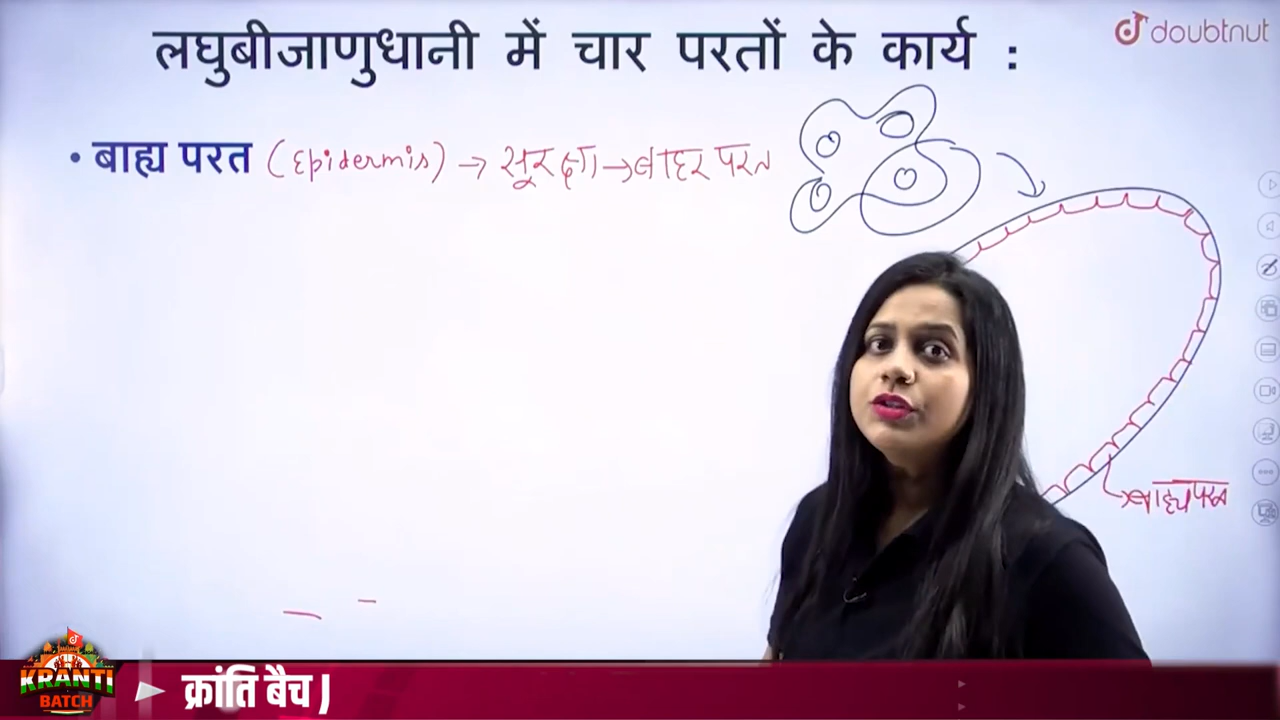 लघुबीजाणुधानी में चार परतों के कार्य :
doubtnut
• बाह्य परत (Epidermis) → सूरक्षा → बाहर परत
बाह्य परत
KRANTI
BATCH
क्रांति बैच